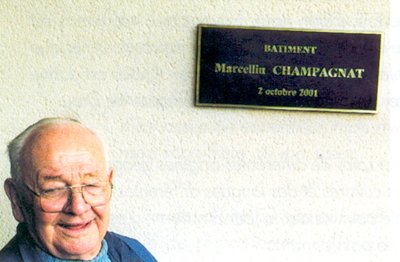 BATIMENT
Marcellin CHAMPAGNAT
2 octobre 2001